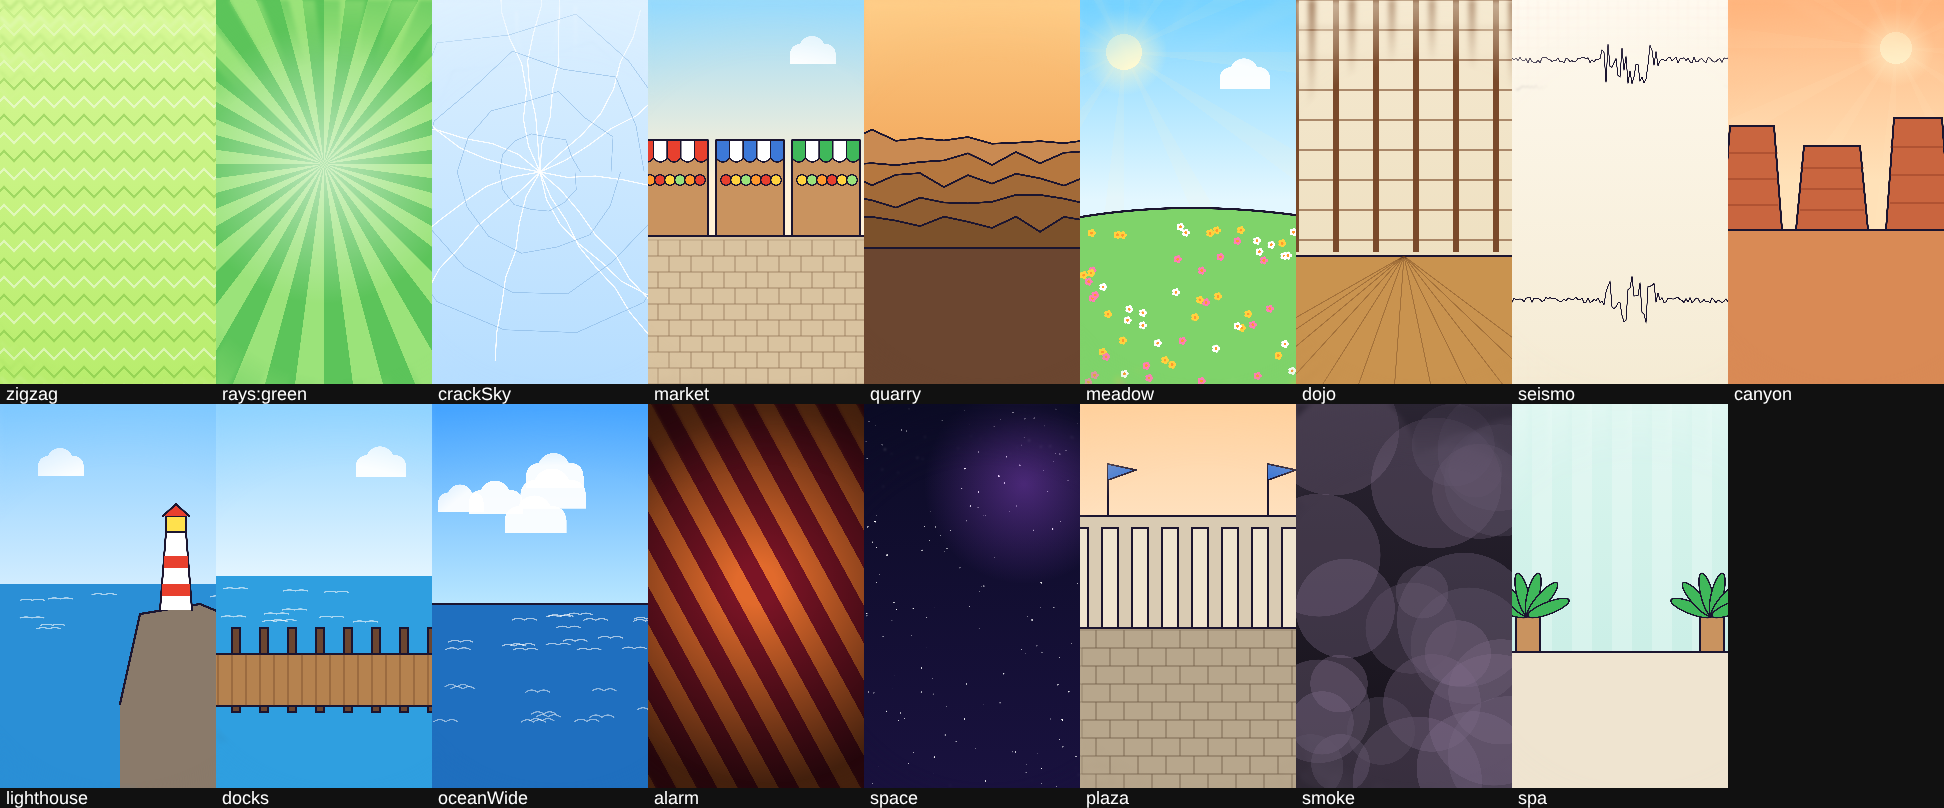 zigzag
rays:green
crackSky
market
quarry
meadow
dojo
seismo
canyon
lighthouse
docks
oceanWide
alarm
space
plaza
smoke
spa